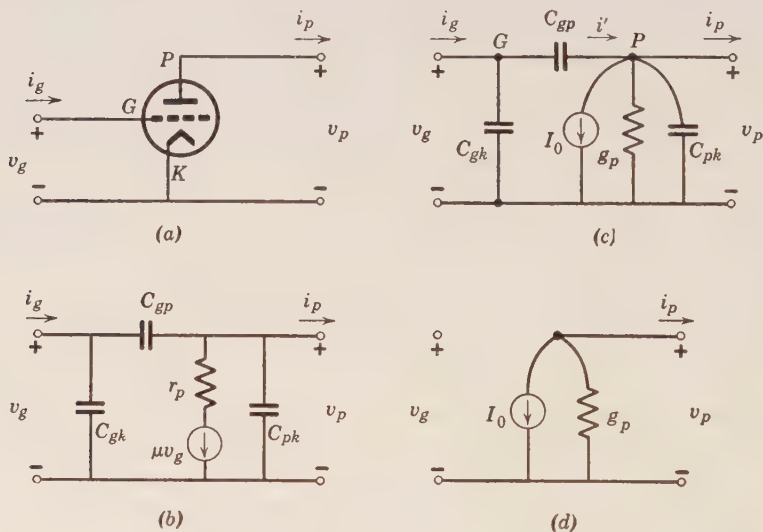 i_p
P
+
i_g
G
+
v_g
v_p
K
−
−
(a)
C_gp
i_g
i'
i_p
G
P
+
+
v_g
C_gk
I_0
g_p
C_pk
v_p
−
−
(c)
C_gp
i_g
i_p
+
+
r_p
v_g
C_gk
μv_g
C_pk
v_p
−
−
(b)
i_p
+
+
v_g
I_0
g_p
v_p
−
−
(d)